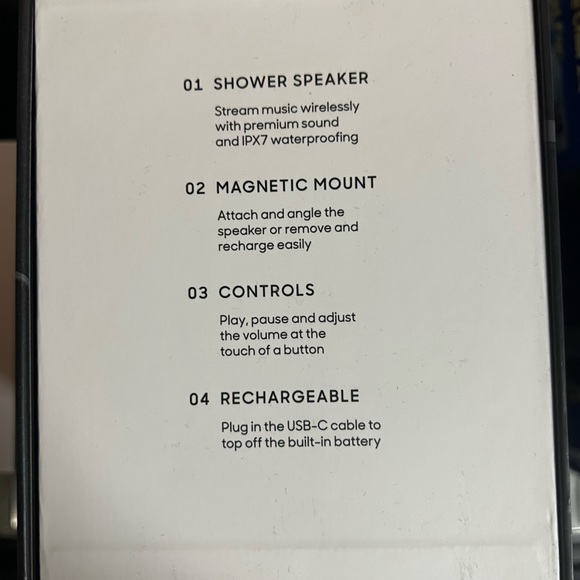 01 SHOWER SPEAKER
Stream music wirelessly
with premium sound
and IPX7 waterproofing
02 MAGNETIC MOUNT
Attach and angle the
speaker or remove and
recharge easily
03 CONTROLS
Play, pause and adjust
the volume at the
touch of a button
04 RECHARGEABLE
Plug in the USB-C cable to
top off the built-in battery